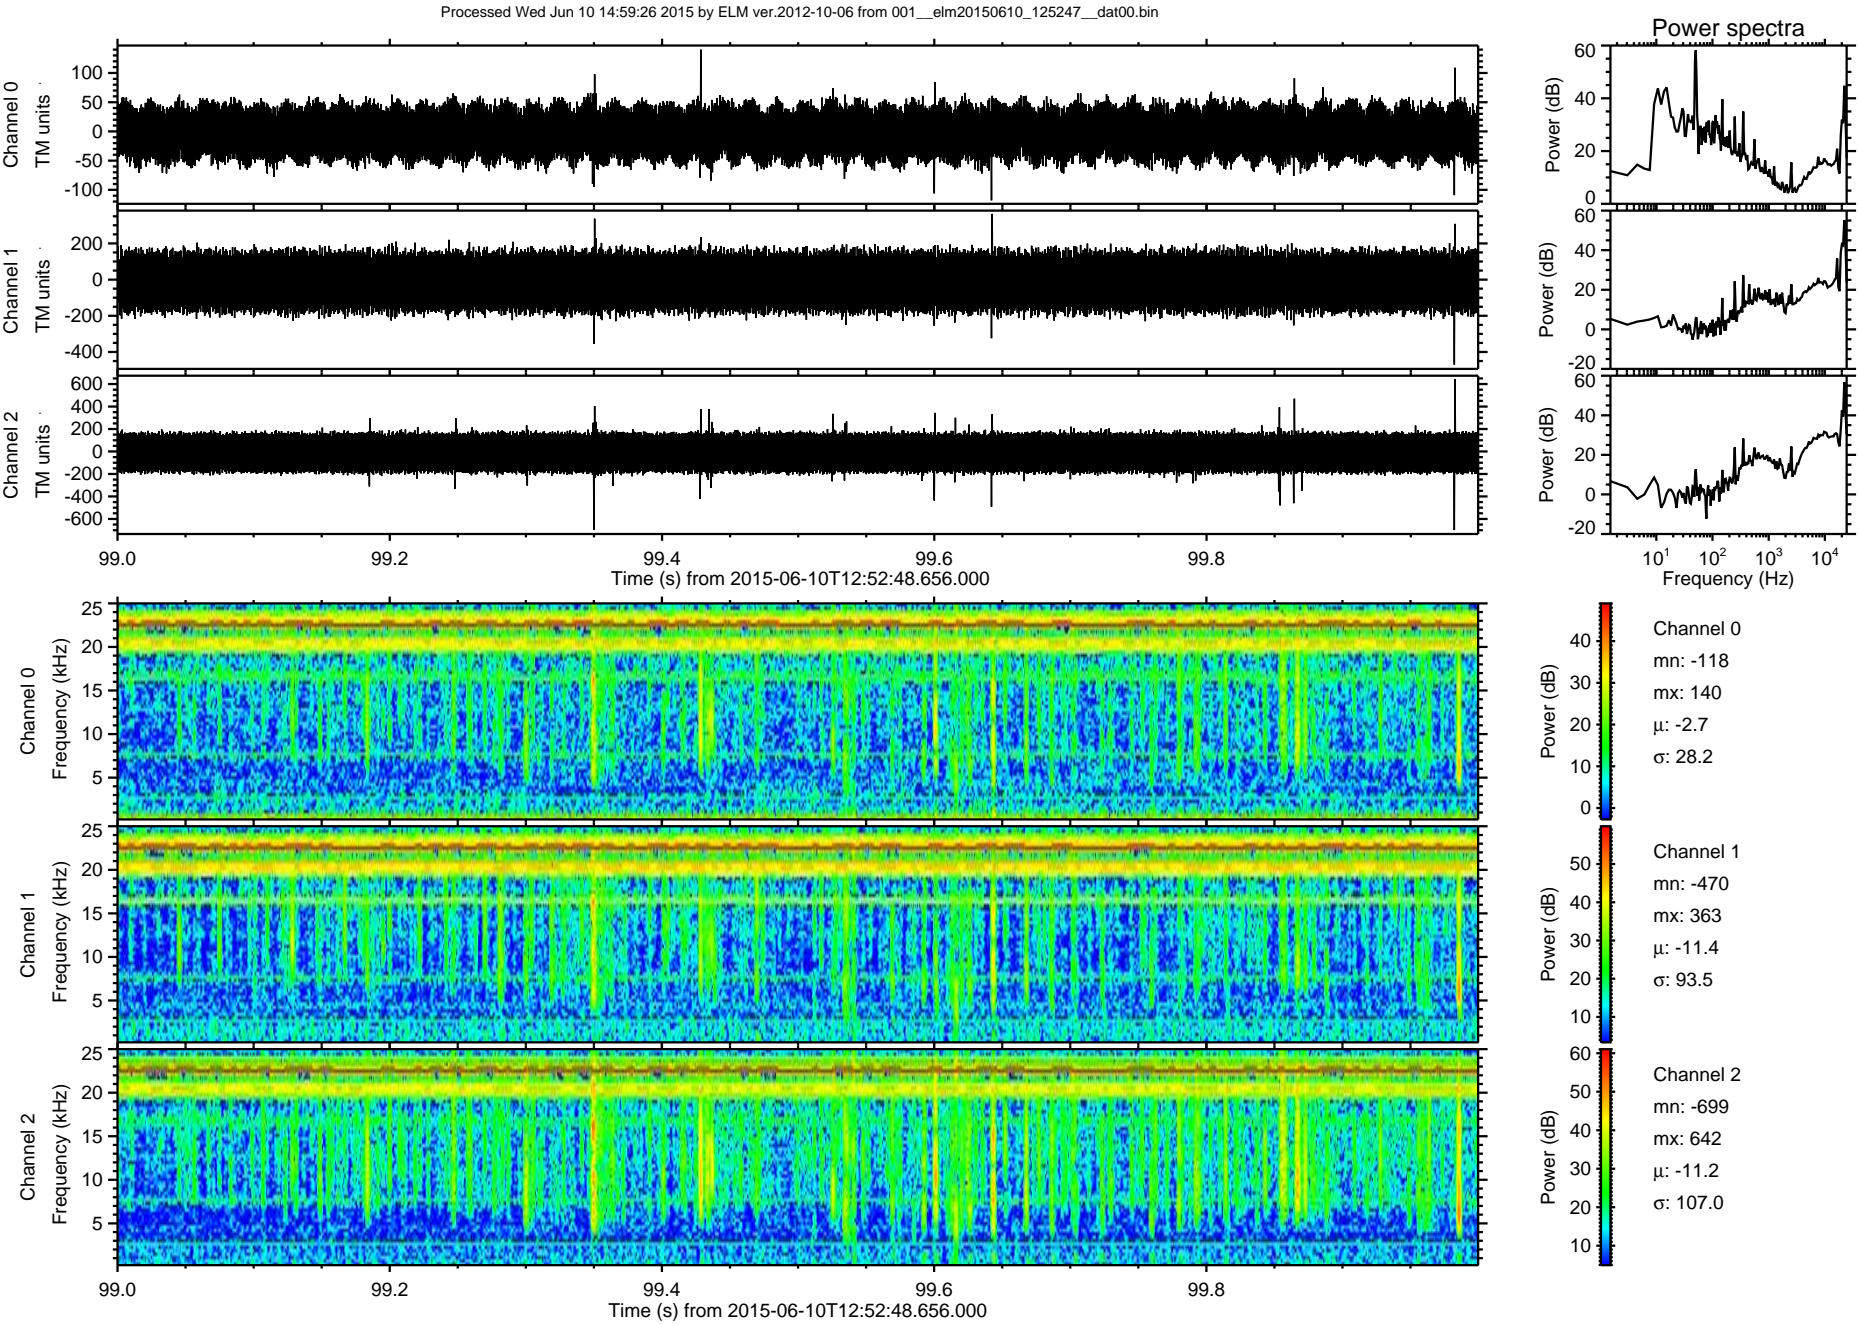 Processed Wed Jun 10 14:59:26 2015 by ELM ver.2012-10-06 from 001__elm20150610_125247__dat00.bin
Power spectra
Channel 0
TM units
100
50
0
-50
-100
Power (dB)
60
40
20
0
Channel 1
TM units
200
0
-200
-400
Power (dB)
60
40
20
0
-20
Channel 2
TM units
600
400
200
0
-200
-400
-600
Power (dB)
60
40
20
0
-20
99.0 99.2 99.4 99.6 99.8
Time (s) from 2015-06-10T12:52:48.656.000
10¹ 10² 10³ 10⁴
Frequency (Hz)
Channel 0
Frequency (kHz)
25
20
15
10
5
Power (dB)
40
30
20
10
0
Channel 0
mn: -118
mx: 140
μ: -2.7
σ: 28.2
Channel 1
Frequency (kHz)
25
20
15
10
5
Power (dB)
50
40
30
20
10
Channel 1
mn: -470
mx: 363
μ: -11.4
σ: 93.5
Channel 2
Frequency (kHz)
25
20
15
10
5
Power (dB)
60
50
40
30
20
10
Channel 2
mn: -699
mx: 642
μ: -11.2
σ: 107.0
99.0 99.2 99.4 99.6 99.8
Time (s) from 2015-06-10T12:52:48.656.000